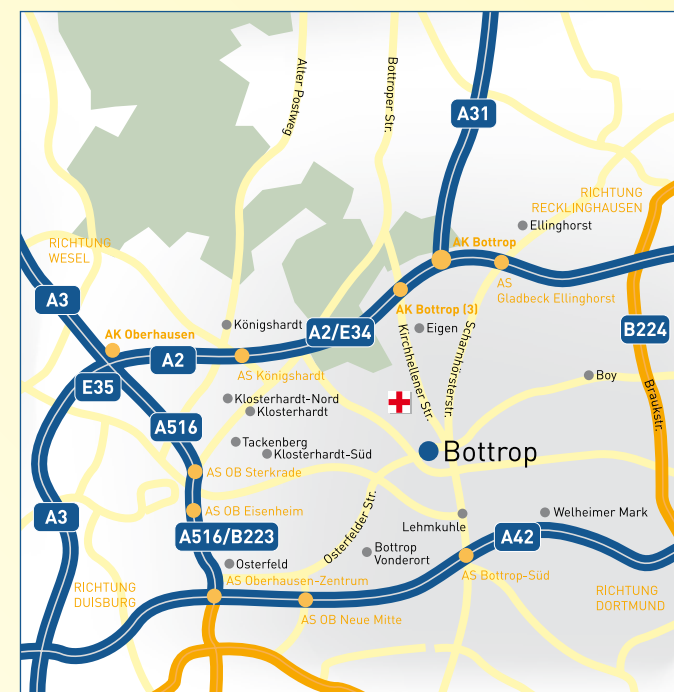 Alter Postweg
Bottroper Str.
A31
RICHTUNG
RECKLINGHAUSEN
Ellinghorst
RICHTUNG
WESEL
AK Bottrop
AS
Gladbeck Ellinghorst
A3
AK Bottrop (3)
Königshardt
A2/E34
Eigen
B224
AK Oberhausen
A2
AS Königshardt
Kirchhellener Str.
Scharnhorsterstr.
Boy
E35
Braukstr.
Klosterhardt-Nord
Klosterhardt
A516
Tackenberg
Klosterhardt-Süd
Bottrop
AS OB Sterkrade
A3
AS OB Eisenheim
Osterfelder Str.
Lehmkuhle
Welheimer Mark
A516/B223
A42
Bottrop
Vonderort
Osterfeld
AS Oberhausen-Zentrum
AS Bottrop-Süd
RICHTUNG
DUISBURG
RICHTUNG
DORTMUND
AS OB Neue Mitte